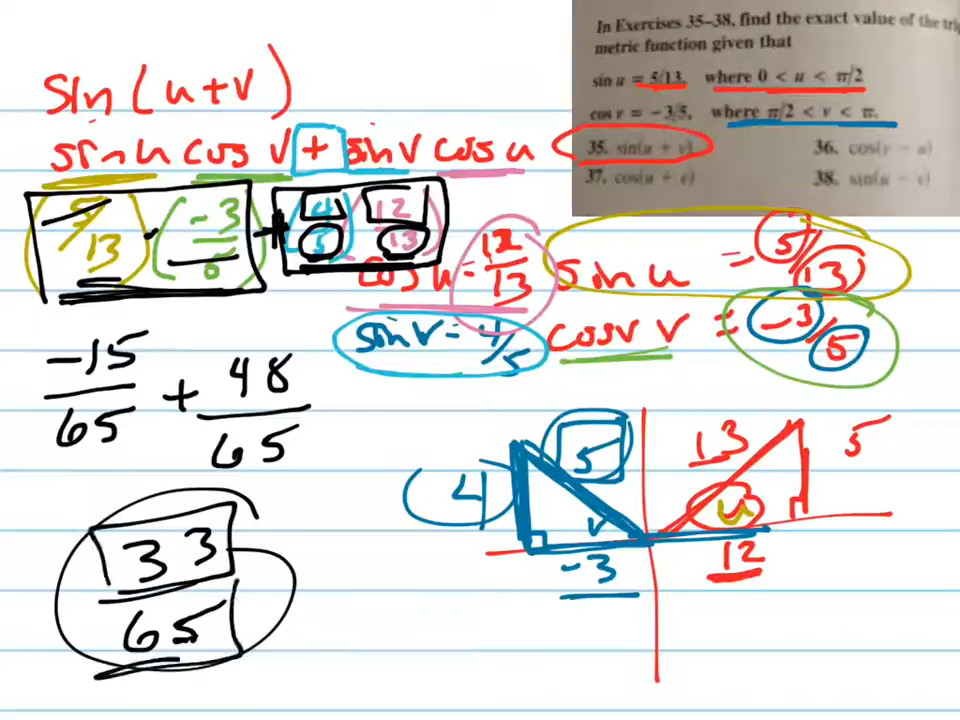 In Exercises 35–38, find the exact value of the trig
metric function given that
sin u = 5/13, where 0 < u < π/2
cos v = −3/5, where π/2 < v < π.
35. sin(u + v)
36. cos(v − u)
37. cos(u + v)
38. sin(u − v)
sin(u+v)
sin u cos v + sin v cos u
5/13 · -3/5 + 4/5 12/13
cos u = 12/13
sin u = 5/13
sin v = 4/5
cos v v = -3/5
-15/65 + 48/65
33/65
4
5
v
-3
13
5
u
12